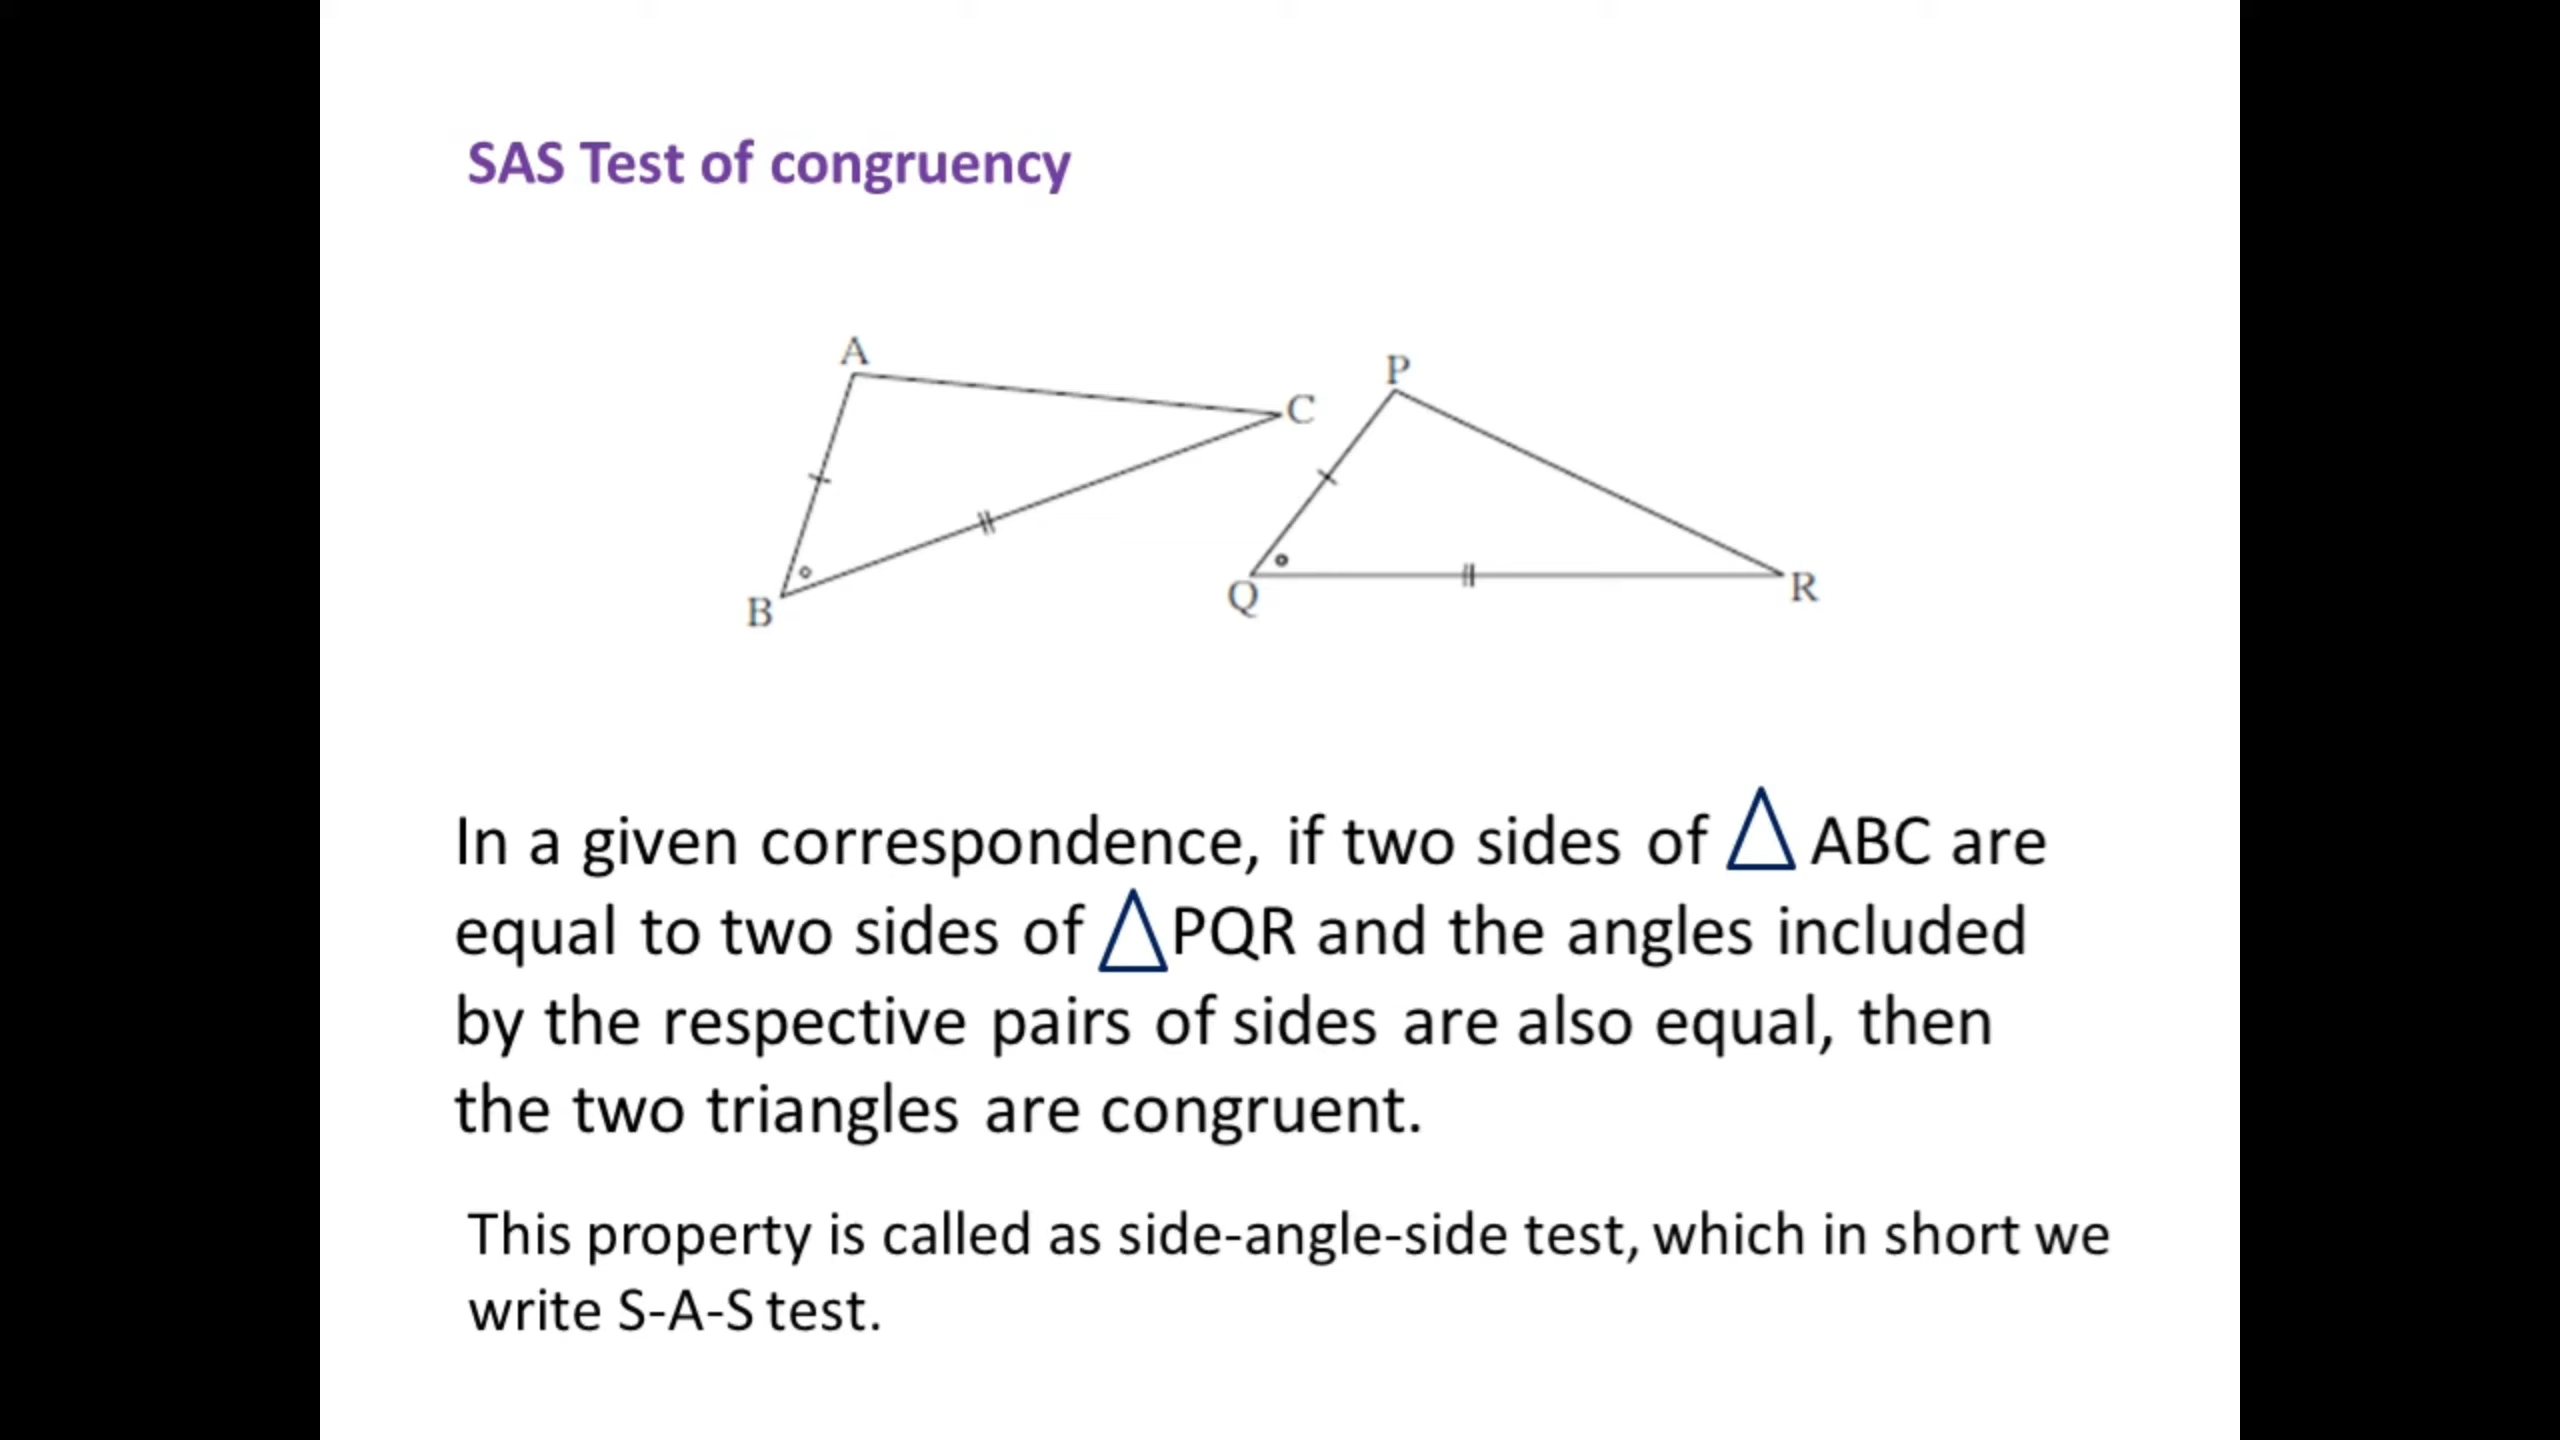 SAS Test of congruency
A
C
B
P
Q
R
In a given correspondence, if two sides of △ ABC are
equal to two sides of △PQR and the angles included
by the respective pairs of sides are also equal, then
the two triangles are congruent.
This property is called as side-angle-side test, which in short we
write S-A-S test.